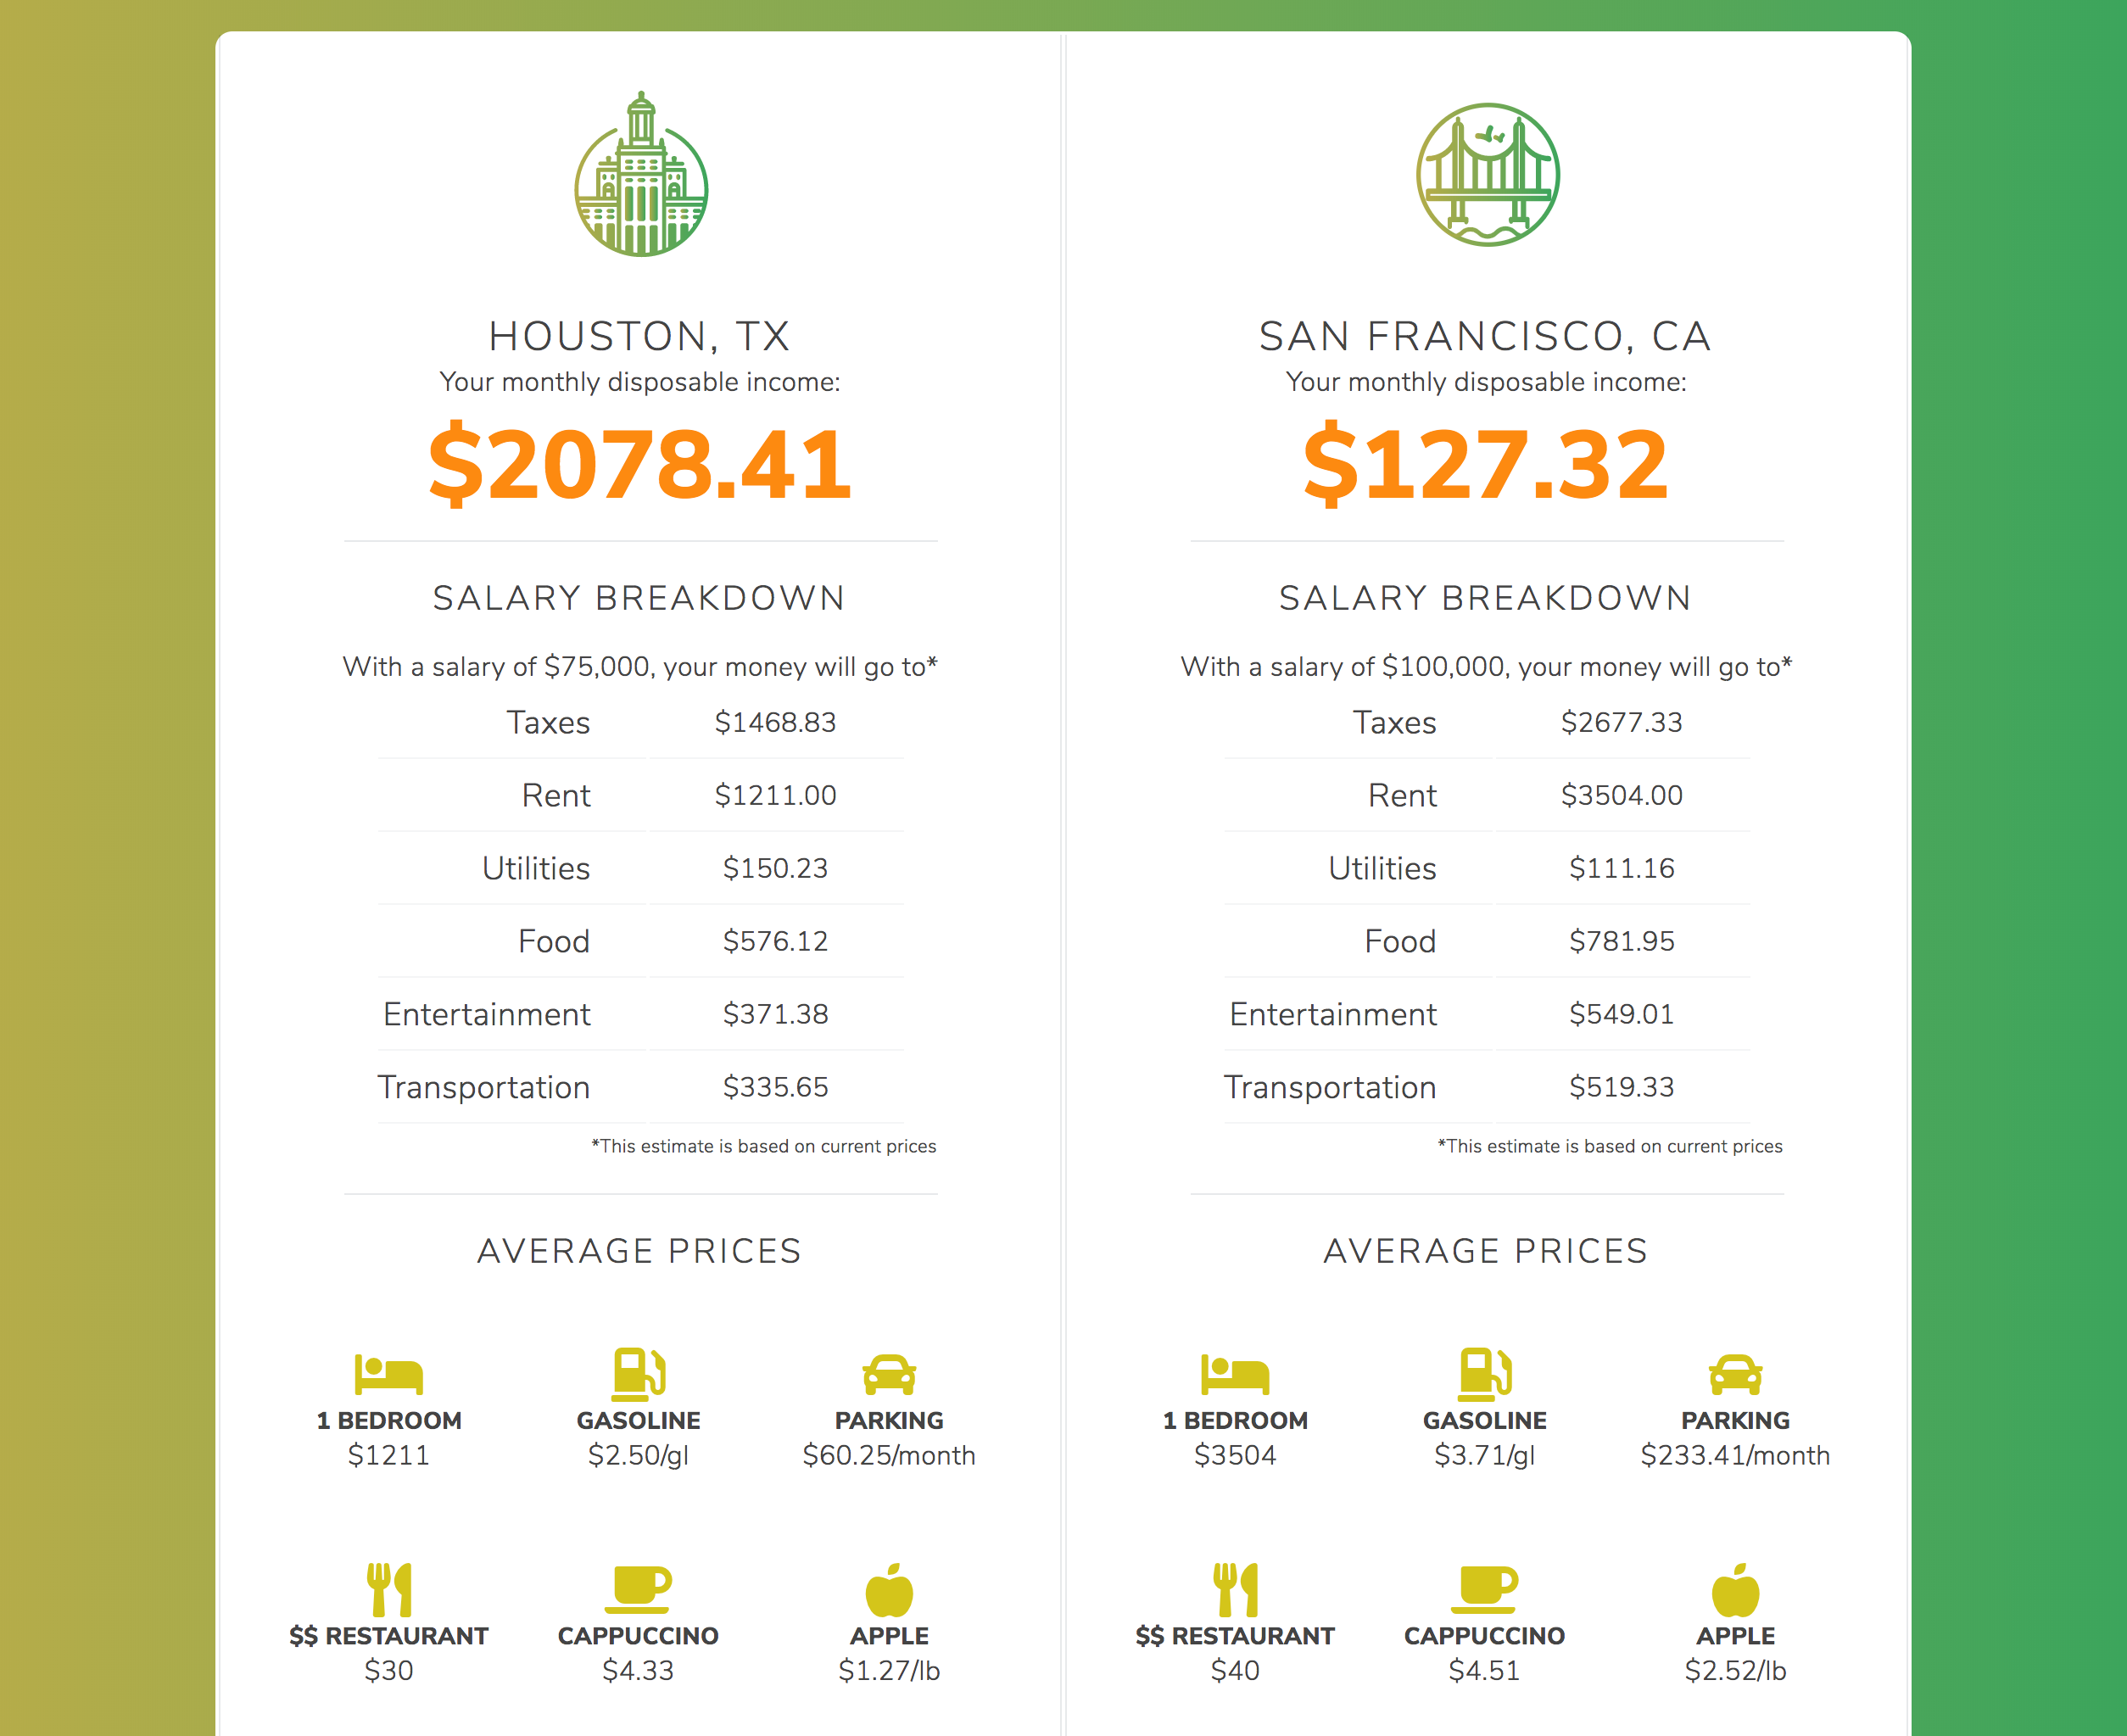 HOUSTON, TX
Your monthly disposable income:
$2078.41
SALARY BREAKDOWN
With a salary of $75,000, your money will go to*
Taxes $1468.83
Rent $1211.00
Utilities $150.23
Food $576.12
Entertainment $371.38
Transportation $335.65
*This estimate is based on current prices
AVERAGE PRICES
1 BEDROOM GASOLINE PARKING
$1211 $2.50/gl $60.25/month
$$ RESTAURANT CAPPUCCINO APPLE
$30 $4.33 $1.27/lb
SAN FRANCISCO, CA
Your monthly disposable income:
$127.32
SALARY BREAKDOWN
With a salary of $100,000, your money will go to*
Taxes $2677.33
Rent $3504.00
Utilities $111.16
Food $781.95
Entertainment $549.01
Transportation $519.33
*This estimate is based on current prices
AVERAGE PRICES
1 BEDROOM GASOLINE PARKING
$3504 $3.71/gl $233.41/month
$$ RESTAURANT CAPPUCCINO APPLE
$40 $4.51 $2.52/lb